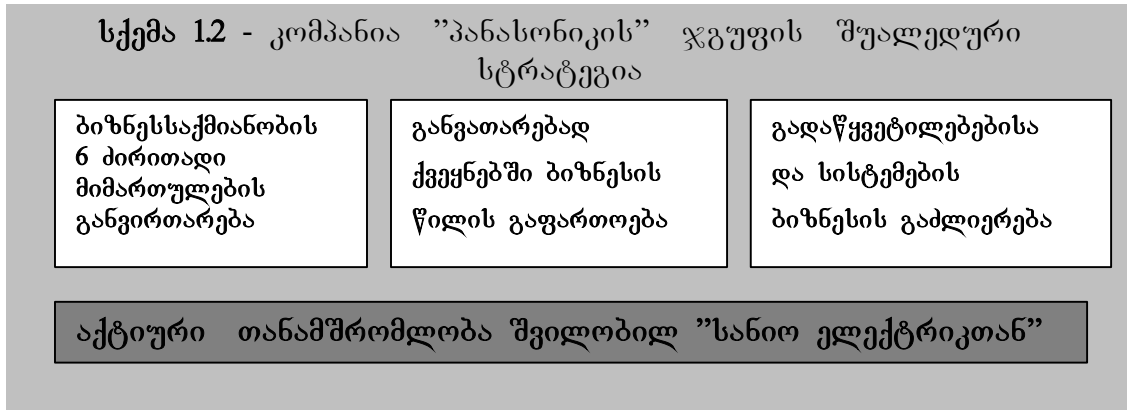 სქემა 1.2 - კომპანია ”პანასონიკის” ჯგუფის შუალედური
სტრატეგია
ბიზნესსაქმიანობის
6 ძირითადი
მიმართულების
განვირთარება
განვათარებად
ქვეყნებში ბიზნესის
წილის გაფართოება
გადაწყვეტილებებისა
და სისტემების
ბიზნესის გაძლიერება
აქტიური თანამშრომლობა შვილობილ ”სანიო ელექტრიკთან”